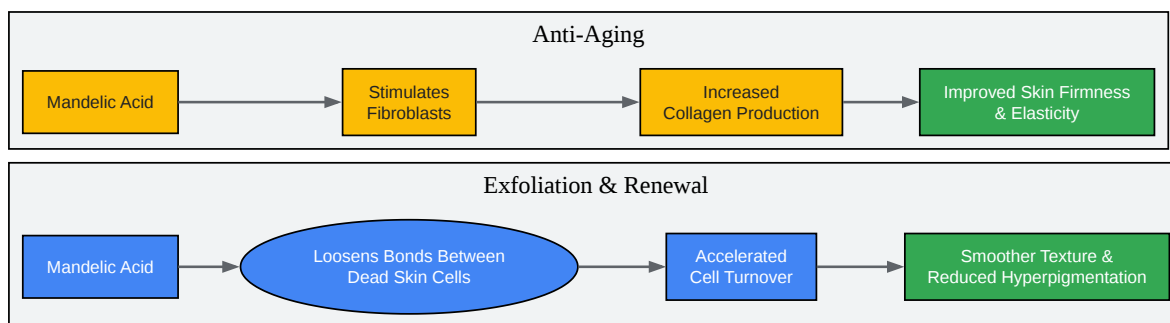 Anti-Aging
Mandelic Acid
Stimulates
Fibroblasts
Increased
Collagen Production
Improved Skin Firmness
& Elasticity
Exfoliation & Renewal
Mandelic Acid
Loosens Bonds Between
Dead Skin Cells
Accelerated
Cell Turnover
Smoother Texture &
Reduced Hyperpigmentation